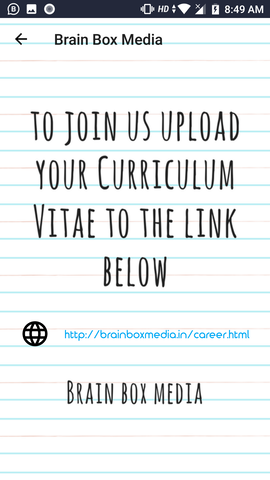 HD 8:49 AM
Brain Box Media
to join us upload
your Curriculum
Vitae to the link
below
http://brainboxmedia.in/career.html
Brain box media